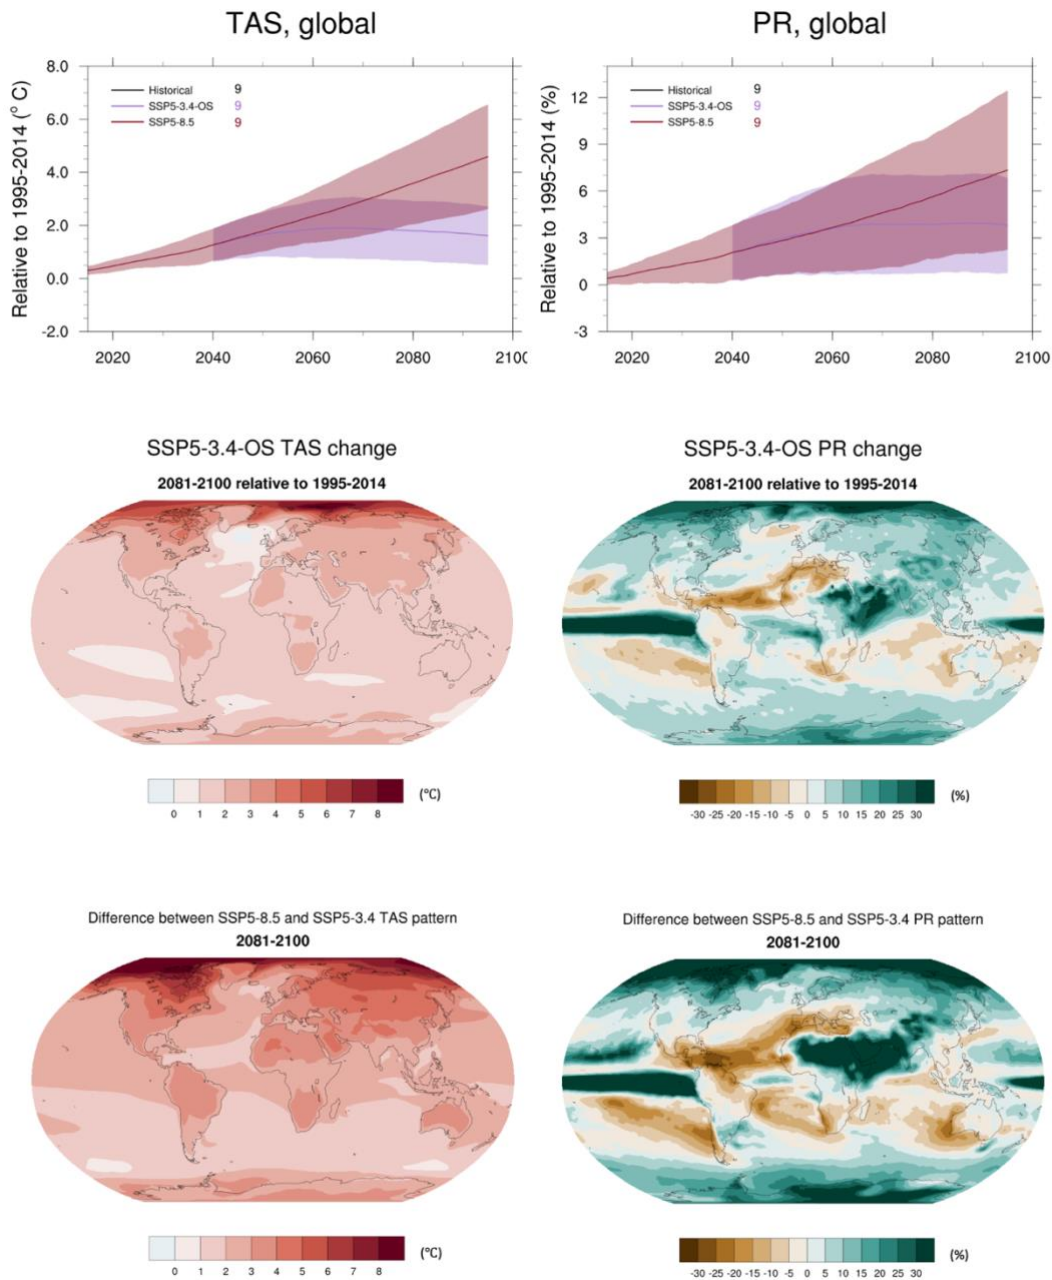 TAS, global
PR, global
Relative to 1995-2014 (° C)
8.0
6.0
4.0
2.0
0.0
-2.0
Historical 9
SSP5-3.4-OS 9
SSP5-8.5 9
2020 2040 2060 2080 210
Relative to 1995-2014 (%)
12
9
6
3
0
-3
Historical 9
SSP5-3.4-OS 9
SSP5-8.5 9
2020 2040 2060 2080 2100
SSP5-3.4-OS TAS change
2081-2100 relative to 1995-2014
0 1 2 3 4 5 6 7 8 (°C)
SSP5-3.4-OS PR change
2081-2100 relative to 1995-2014
-30 -25 -20 -15 -10 -5 0 5 10 15 20 25 30 (%)
Difference between SSP5-8.5 and SSP5-3.4 TAS pattern
2081-2100
0 1 2 3 4 5 6 7 8 (°C)
Difference between SSP5-8.5 and SSP5-3.4 PR pattern
2081-2100
-30 -25 -20 -15 -10 -5 0 5 10 15 20 25 30 (%)